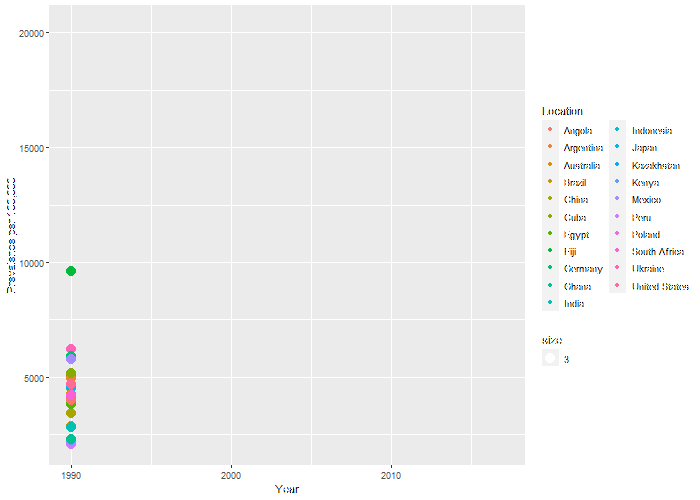 20000
15000
10000
5000
1990
2000
2010
Year
Prevalence per 100,000
Location
Angola
Argentina
Australia
Brazil
China
Cuba
Egypt
Fiji
Germany
Ghana
India
Indonesia
Japan
Kazakhstan
Kenya
Mexico
Peru
Poland
South Africa
Ukraine
United States
size
3